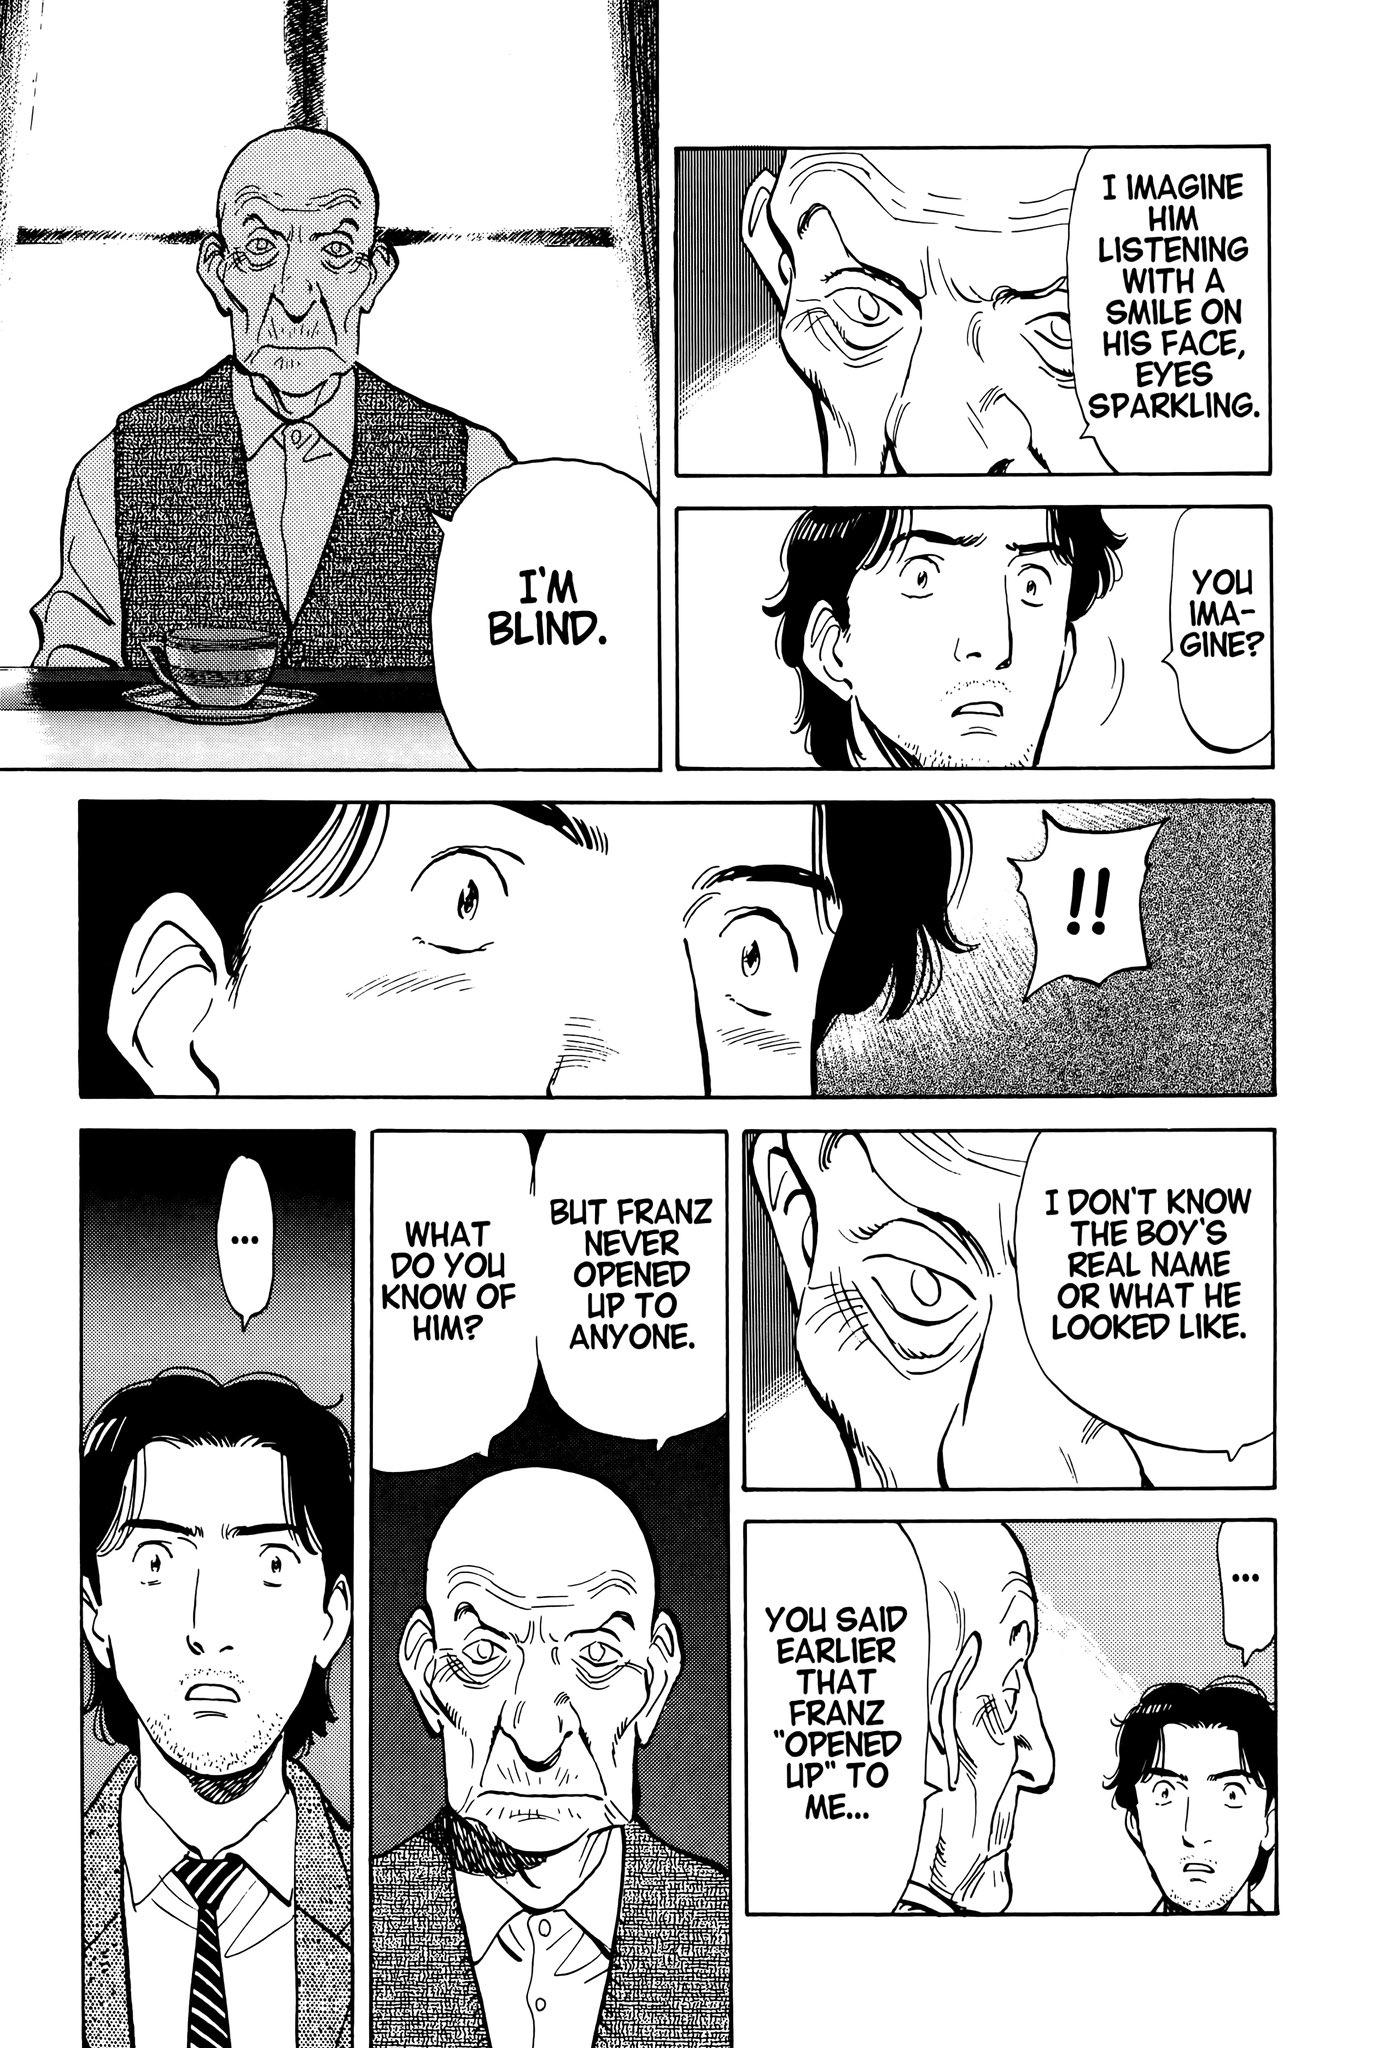 I IMAGINE
HIM
LISTENING
WITH A
SMILE ON
HIS FACE,
EYES
SPARKLING.
YOU
IMA-
GINE?
I'M
BLIND.
!!
I DON'T KNOW
THE BOY'S
REAL NAME
OR WHAT HE
LOOKED LIKE.
...
YOU SAID
EARLIER
THAT
FRANZ
"OPENED
UP" TO
ME...
BUT FRANZ
NEVER
OPENED
UP TO
ANYONE.
WHAT
DO YOU
KNOW OF
HIM?
...